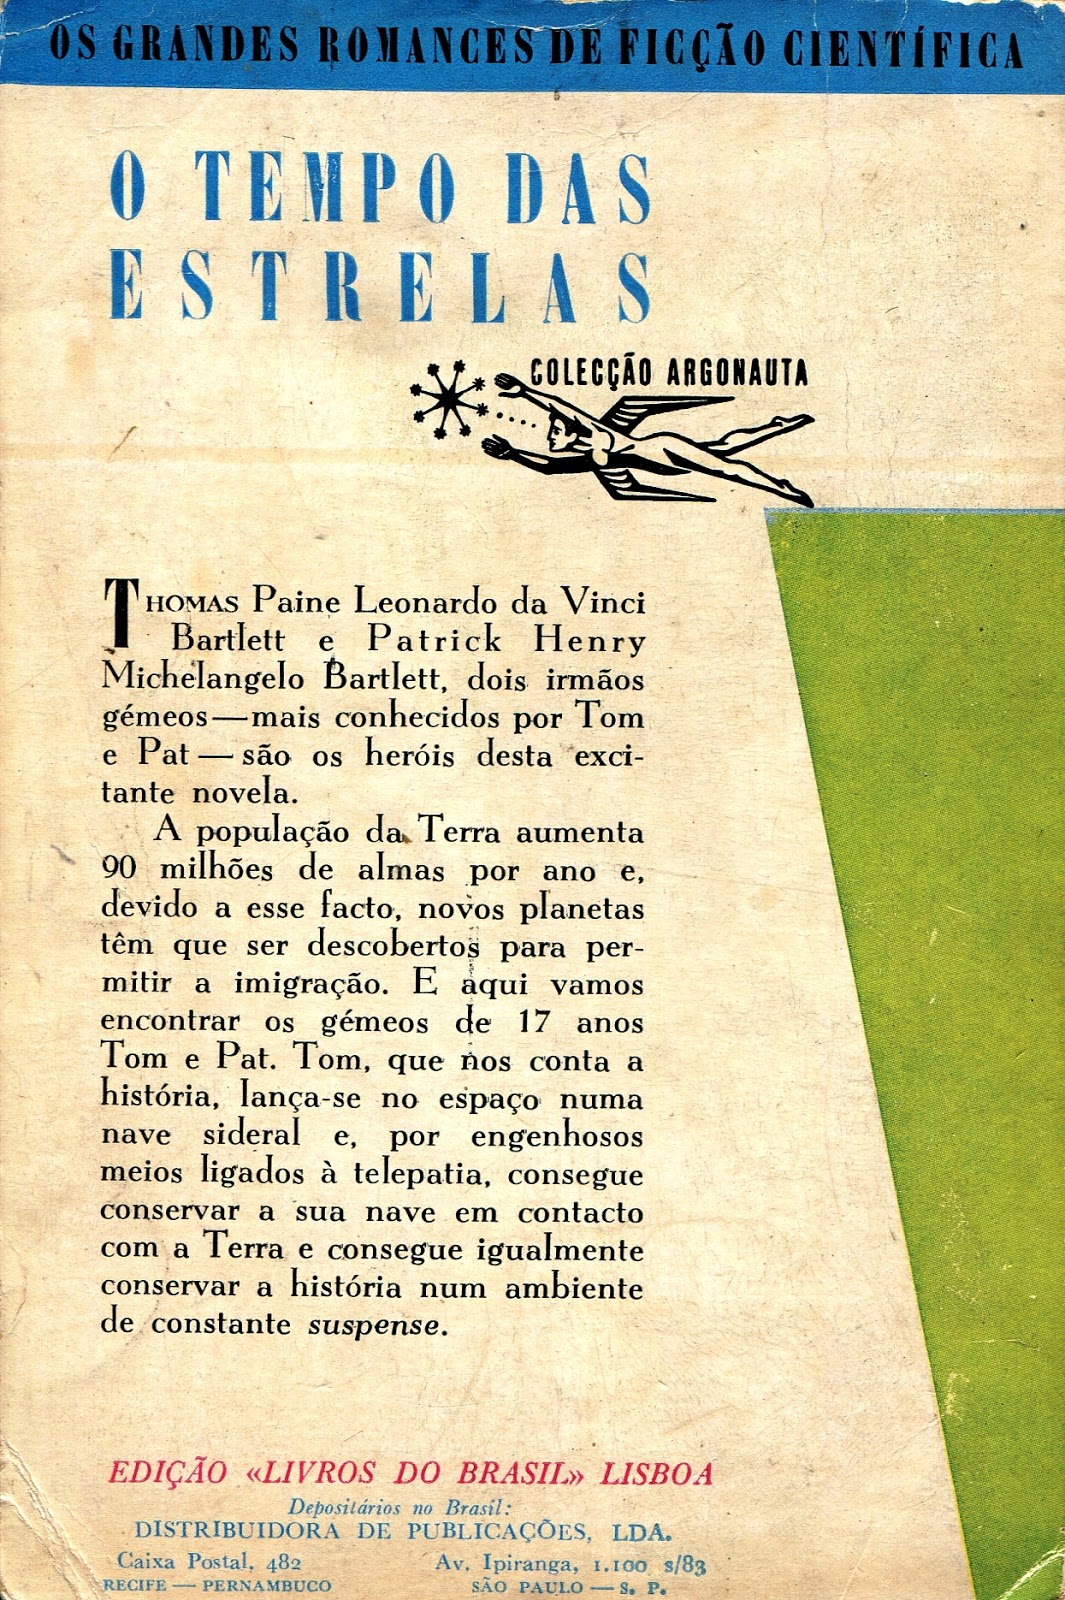 OS GRANDES ROMANCES DE FICÇÃO CIENTÍFICA
O TEMPO DAS
ESTRELAS
COLECÇÃO ARGONAUTA
THOMAS Paine Leonardo da Vinci
Bartlett e Patrick Henry
Michelangelo Bartlett, dois irmãos
gémeos—mais conhecidos por Tom
e Pat — são os heróis desta exci-
tante novela.
A população da Terra aumenta
90 milhões de almas por ano e,
devido a esse facto, novos planetas
têm que ser descobertos para per-
mitir a imigração. E aqui vamos
encontrar os gémeos de 17 anos
Tom e Pat. Tom, que nos conta a
história, lança-se no espaço numa
nave sideral e, por engenhosos
meios ligados à telepatia, consegue
conservar a sua nave em contacto
com a Terra e consegue igualmente
conservar a história num ambiente
de constante suspense.
EDIÇÃO «LIVROS DO BRASIL» LISBOA
Depositários no Brasil:
DISTRIBUIDORA DE PUBLICAÇÕES, LDA.
Caixa Postal, 482 Av. Ipiranga, 1.100 s/83
RECIFE — PERNAMBUCO SÃO PAULO — S. P.